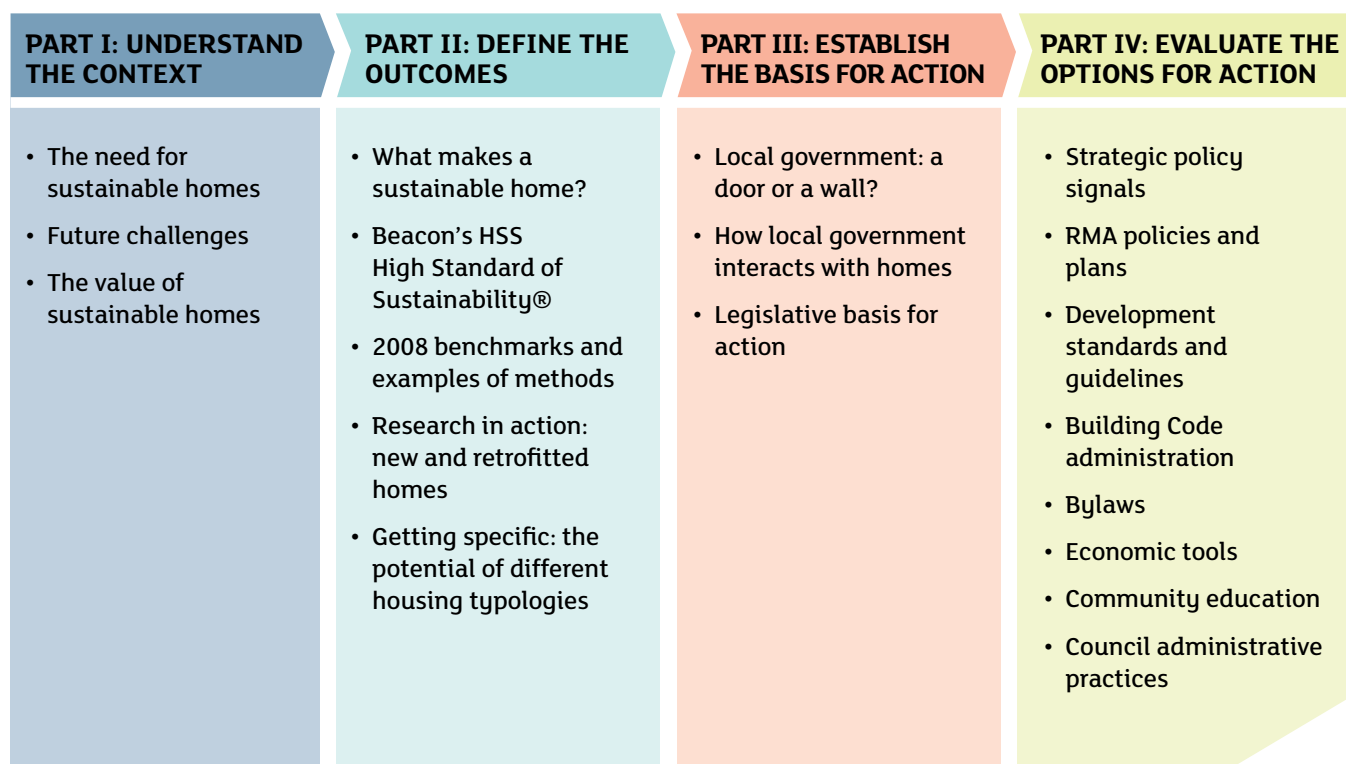 PART I: UNDERSTAND
THE CONTEXT
• The need for
sustainable homes
• Future challenges
• The value of
sustainable homes
PART II: DEFINE THE
OUTCOMES
• What makes a
sustainable home?
• Beacon's HSS
High Standard of
Sustainability®
• 2008 benchmarks and
examples of methods
• Research in action:
new and retrofitted
homes
• Getting specific: the
potential of different
housing typologies
PART III: ESTABLISH
THE BASIS FOR ACTION
• Local government: a
door or a wall?
• How local government
interacts with homes
• Legislative basis for
action
PART IV: EVALUATE THE
OPTIONS FOR ACTION
• Strategic policy
signals
• RMA policies and
plans
• Development
standards and
guidelines
• Building Code
administration
• Bylaws
• Economic tools
• Community education
• Council administrative
practices